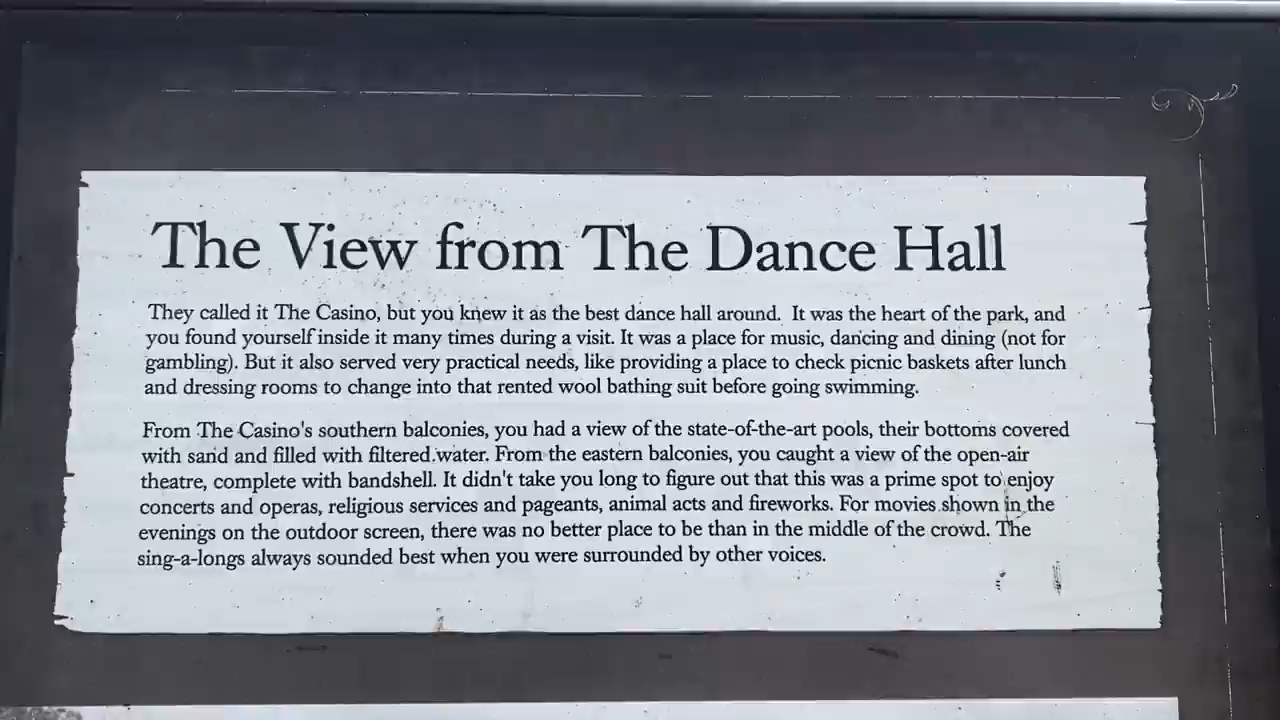 The View from The Dance Hall
They called it The Casino, but you knew it as the best dance hall around. It was the heart of the park, and
you found yourself inside it many times during a visit. It was a place for music, dancing and dining (not for
gambling). But it also served very practical needs, like providing a place to check picnic baskets after lunch
and dressing rooms to change into that rented wool bathing suit before going swimming.
From The Casino's southern balconies, you had a view of the state-of-the-art pools, their bottoms covered
with sand and filled with filtered water. From the eastern balconies, you caught a view of the open-air
theatre, complete with bandshell. It didn't take you long to figure out that this was a prime spot to enjoy
concerts and operas, religious services and pageants, animal acts and fireworks. For movies shown in the
evenings on the outdoor screen, there was no better place to be than in the middle of the crowd. The
sing-a-longs always sounded best when you were surrounded by other voices.